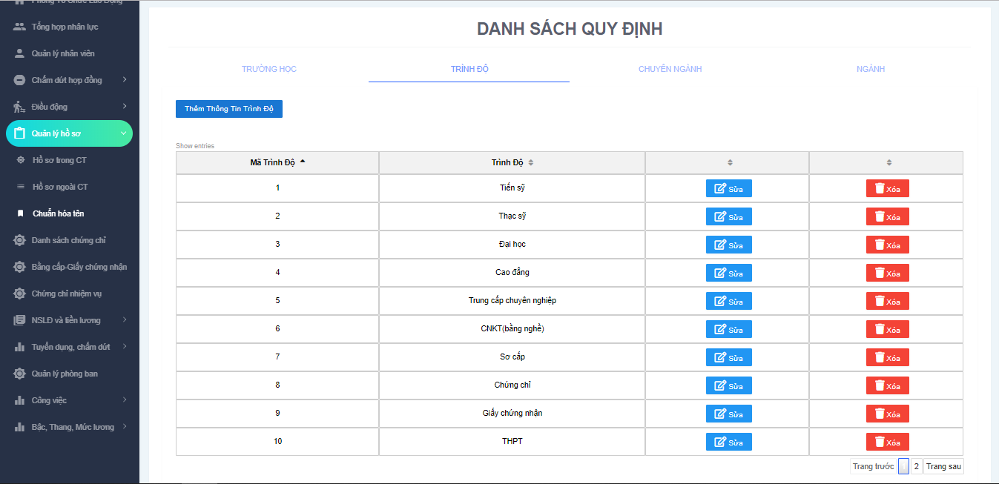 Phòng Tổ Chức Lao Động
Tổng hợp nhân lực
Quản lý nhân viên
Chấm dứt hợp đồng
Điều động
Quản lý hồ sơ
Hồ sơ trong CT
Hồ sơ ngoài CT
Chuẩn hóa tên
Danh sách chứng chỉ
Bằng cấp-Giấy chứng nhận
Chứng chỉ nhiệm vụ
NSLĐ và tiền lương
Tuyển dụng, chấm dứt
Quản lý phòng ban
Công việc
Bậc, Thang, Mức lương
DANH SÁCH QUY ĐỊNH
TRƯỜNG HỌC TRÌNH ĐỘ CHUYÊN NGÀNH NGÀNH
Thêm Thông Tin Trình Độ
Show entries
Mã Trình Độ Trình Độ
1 Tiến sỹ Sửa Xóa
2 Thạc sỹ Sửa Xóa
3 Đại học Sửa Xóa
4 Cao đẳng Sửa Xóa
5 Trung cấp chuyên nghiệp Sửa Xóa
6 CNKT(bằng nghề) Sửa Xóa
7 Sơ cấp Sửa Xóa
8 Chứng chỉ Sửa Xóa
9 Giấy chứng nhận Sửa Xóa
10 THPT Sửa Xóa
Trang trước 1 2 Trang sau